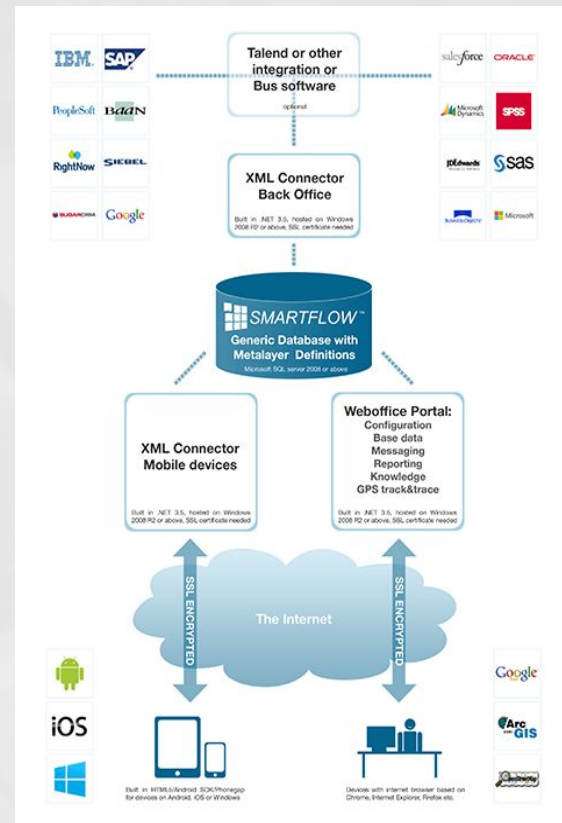 IBM.
SAP
Talend or other
integration or
Bus software
optional
salesforce
ORACLE
PeopleSoft
BaaN
Microsoft
Dynamics
SPSS
RightNow
SIEBEL
XML Connector
Back Office
Built in .NET 3.5, hosted on Windows
2008 R2 or above, SSL certificate needed
JDEdwards
sas
SUGARCRM
Google
Microsoft
SMARTFLOW™
Generic Database with
Metalayer Definitions
Microsoft SQL server 2008 or above
XML Connector
Mobile devices
Built in .NET 3.5, hosted on Windows
2008 R2 or above, SSL certificate needed
Weboffice Portal:
Configuration
Base data
Messaging
Reporting
Knowledge
GPS track&trace
Built in .NET 3.5, hosted on Windows
2008 R2 or above, SSL certificate needed
SSL ENCRYPTED
The Internet
SSL ENCRYPTED
Google
iOS
Arc
GIS
Built in HTML5/Android SDK/Phonegap
for devices on Android, iOS or Windows
Devices with internet browser based on
Chrome, Internet Explorer, Firefox etc.